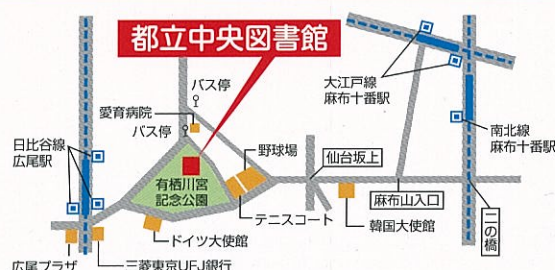 都立中央図書館
バス停
愛育病院
バス停
日比谷線
広尾駅
有栖川宮
記念公園
野球場
テニスコート
ドイツ大使館
広尾プラザ
三菱東京UFJ銀行
仙台坂上
韓国大使館
麻布山入口
大江戸線
麻布十番駅
南北線
麻布十番駅
二の橋